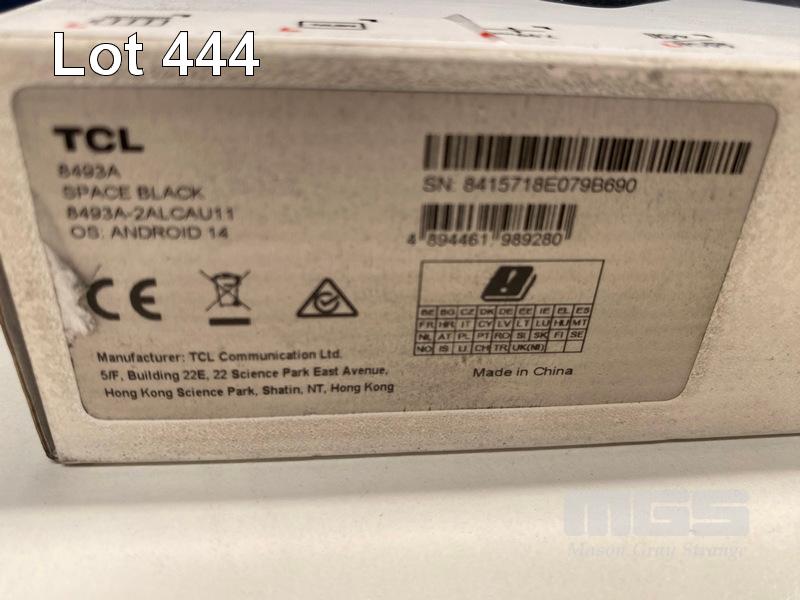 Lot 444
TCL
8493A
SPACE BLACK
8493A-2ALCAU11
OS: ANDROID 14
SN: 8415718E079B690
4 894461 989280
BE BG CZ DK DE EE IE EL ES
FR HR IT CY LV LT LU HU MT
NL AT PL PT RO SI SK FI SE
NO IS LI CH TR UK(NI)
Manufacturer: TCL Communication Ltd.
5/F, Building 22E, 22 Science Park East Avenue,
Hong Kong Science Park, Shatin, NT, Hong Kong
Made in China
MGS
Mason Gray Strange